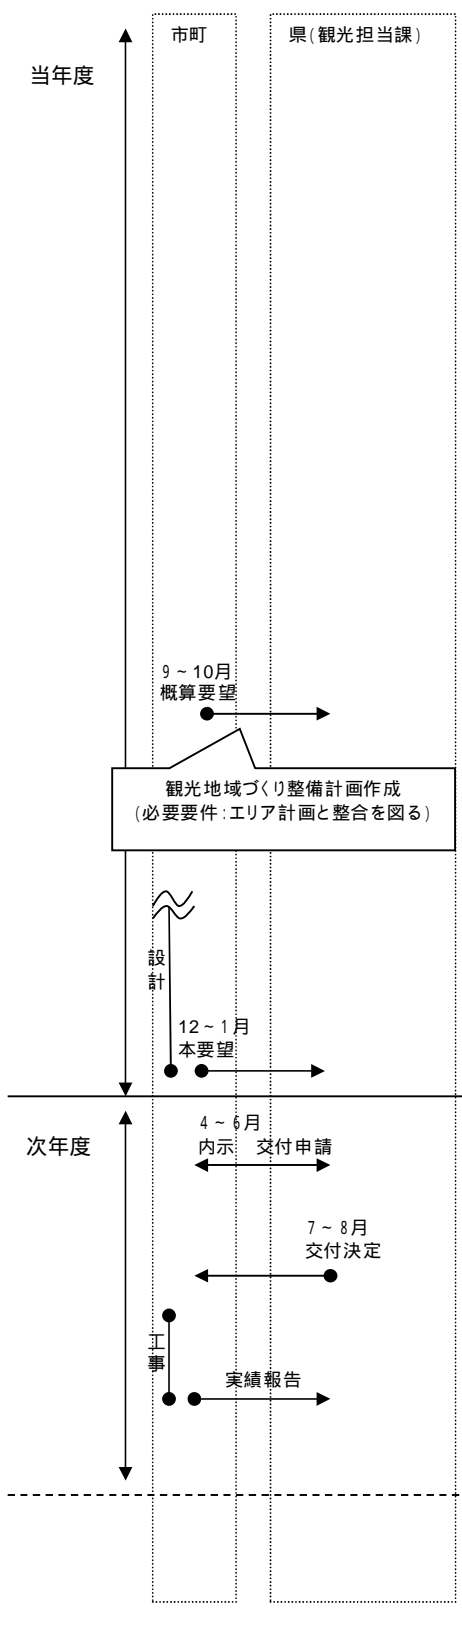 市町
県(観光担当課)
当年度
9~10月
概算要望
観光地域づくり整備計画作成
(必要要件:エリア計画と整合を図る)
設計
12~1月
本要望
次年度
4~6月
内示 交付申請
7~8月
交付決定
工事
実績報告